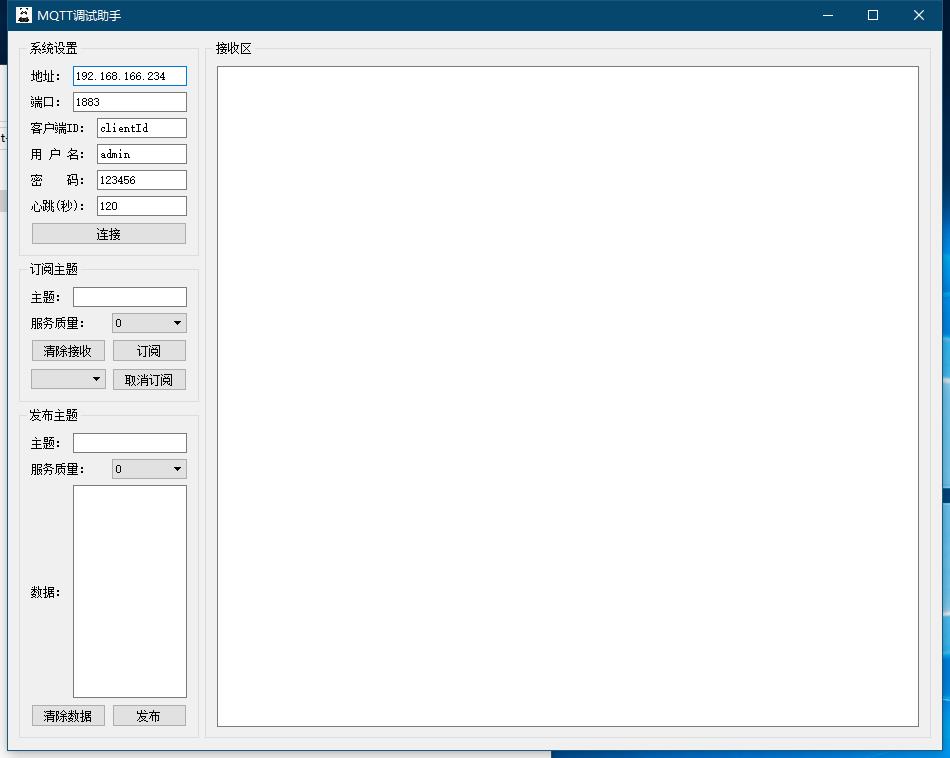 MQTT调试助手
系统设置
地址: 192.168.166.234
端口: 1883
客户端ID: clientId
用 户 名: admin
密 码: 123456
心跳(秒): 120
连接
订阅主题
主题:
服务质量: 0
清除接收 订阅
取消订阅
发布主题
主题:
服务质量: 0
数据:
清除数据 发布
接收区